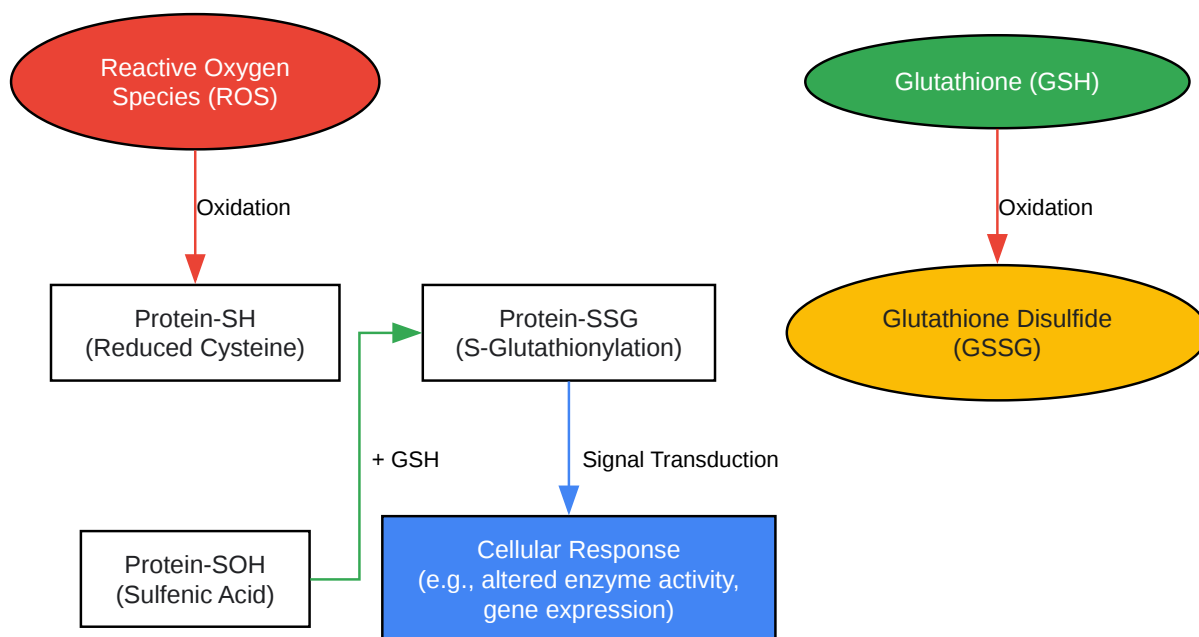 Reactive Oxygen
Species (ROS)
Glutathione (GSH)
Oxidation
Oxidation
Protein-SH
(Reduced Cysteine)
Protein-SSG
(S-Glutathionylation)
Glutathione Disulfide
(GSSG)
+ GSH
Signal Transduction
Protein-SOH
(Sulfenic Acid)
Cellular Response
(e.g., altered enzyme activity,
gene expression)